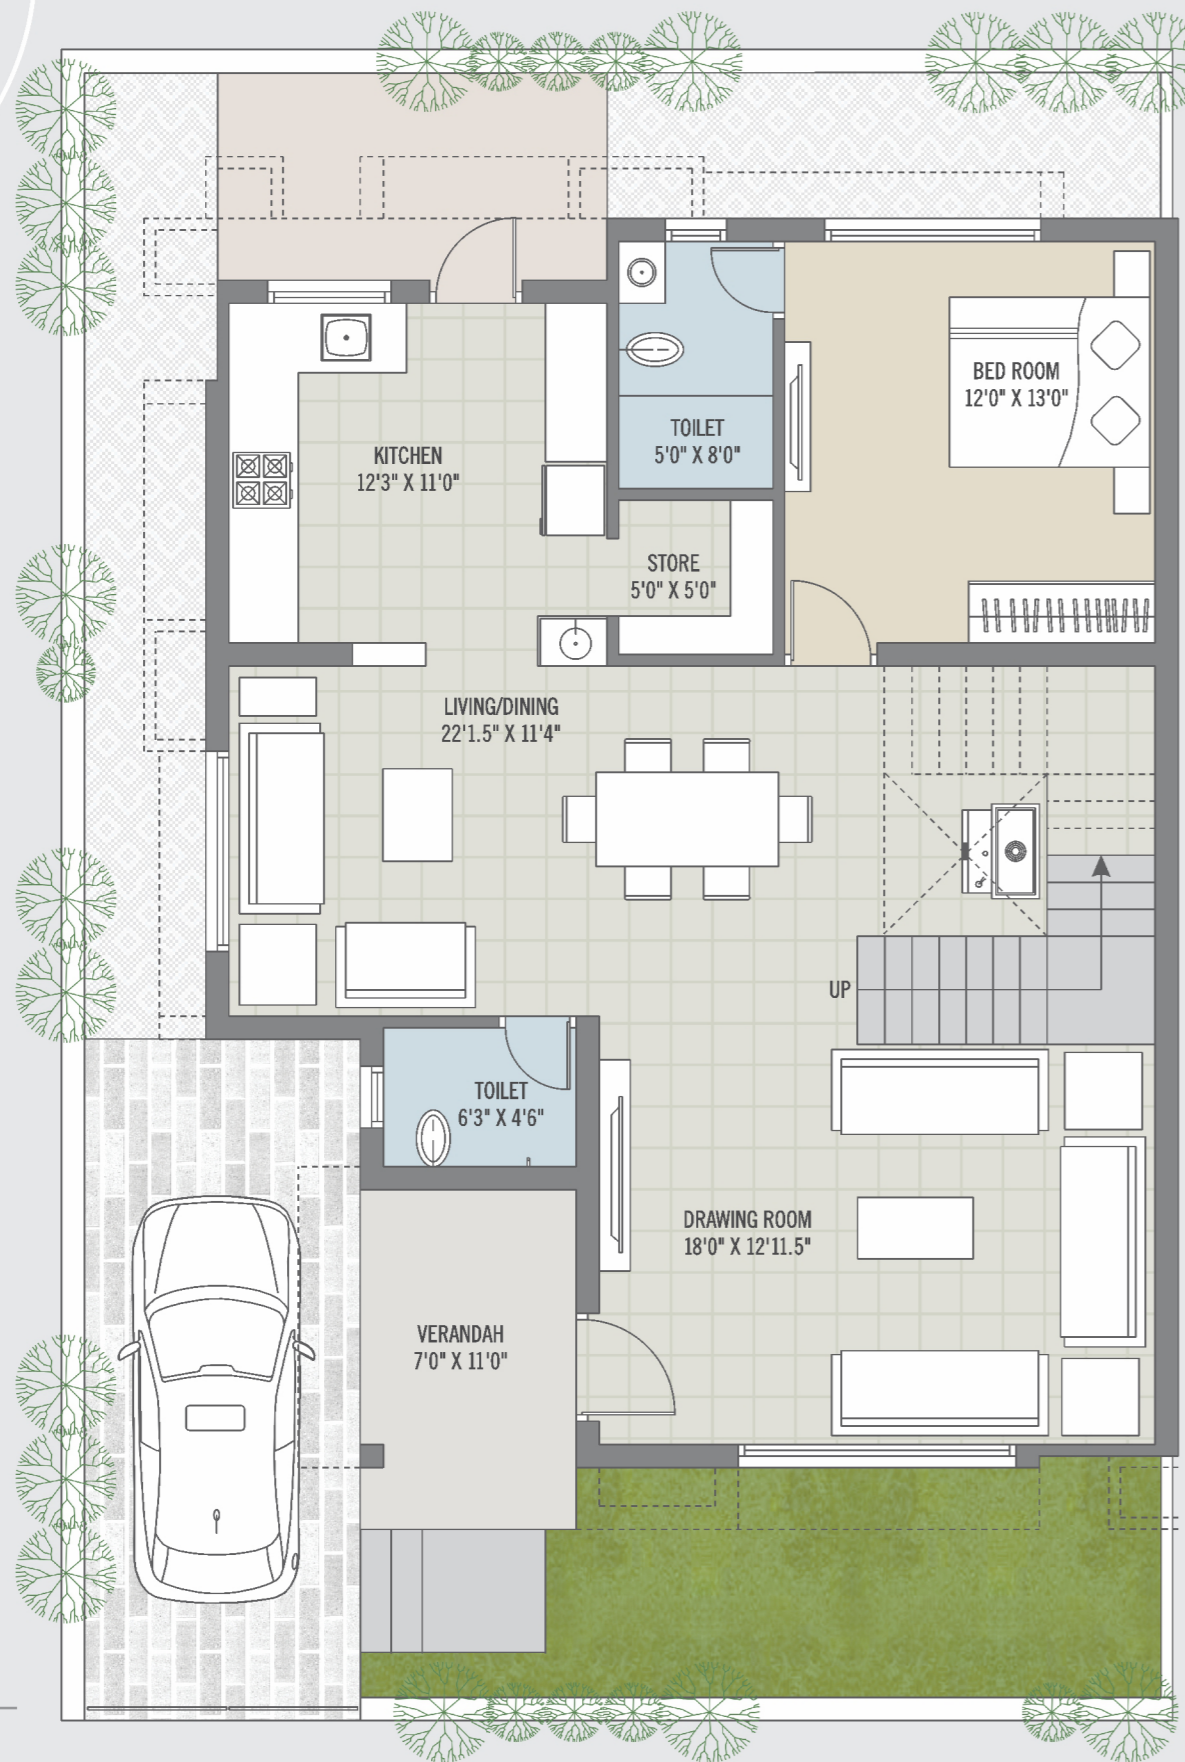 BED ROOM
12'0" X 13'0"
TOILET
5'0" X 8'0"
KITCHEN
12'3" X 11'0"
STORE
5'0" X 5'0"
LIVING/DINING
22'1.5" X 11'4"
UP
TOILET
6'3" X 4'6"
DRAWING ROOM
18'0" X 12'11.5"
VERANDAH
7'0" X 11'0"